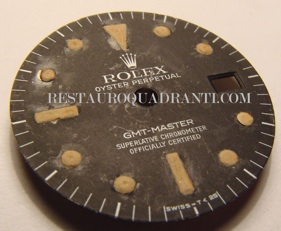 ROLEX
OYSTER PERPETUAL
RESTAUROQUADRANTI.COM
GMT-MASTER
SUPERLATIVE CHRONOMETER
OFFICIALLY CERTIFIED
SWISS-T<25